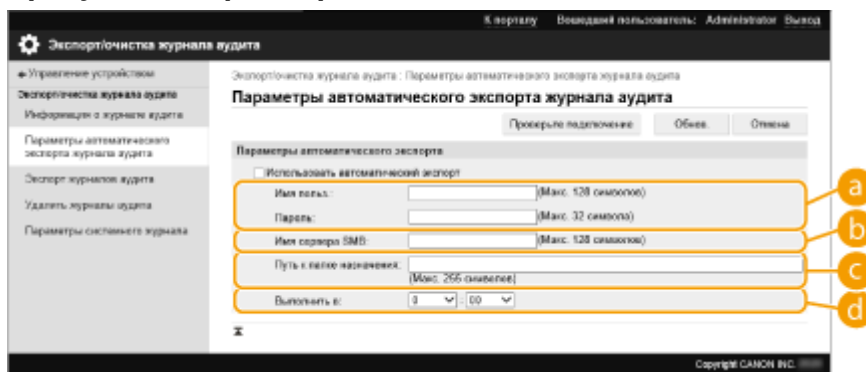 К порталу Вошедший пользователь: Administrator Выход
Экспорт/очистка журнала аудита
Управление устройством
Экспорт/очистка журнала аудита
Информация о журнале аудита
Параметры автоматического
экспорта журнала аудита
Экспорт журналов аудита
Удалить журналы аудита
Параметры системного журнала
Экспорт/очистка журнала аудита : Параметры автоматического экспорта журнала аудита
Параметры автоматического экспорта журнала аудита
Проверьте подключение Обнов. Отмена
Параметры автоматического экспорта
Использовать автоматический экспорт
Имя польз.: (Макс. 128 символов)
Пароль: (Макс. 32 символа)
Имя сервера SMB: (Макс. 128 символов)
Путь к папке назначения:
(Макс. 255 символов)
Выполнить в: 0 : 00
a
b
c
d
Copyright CANON INC.